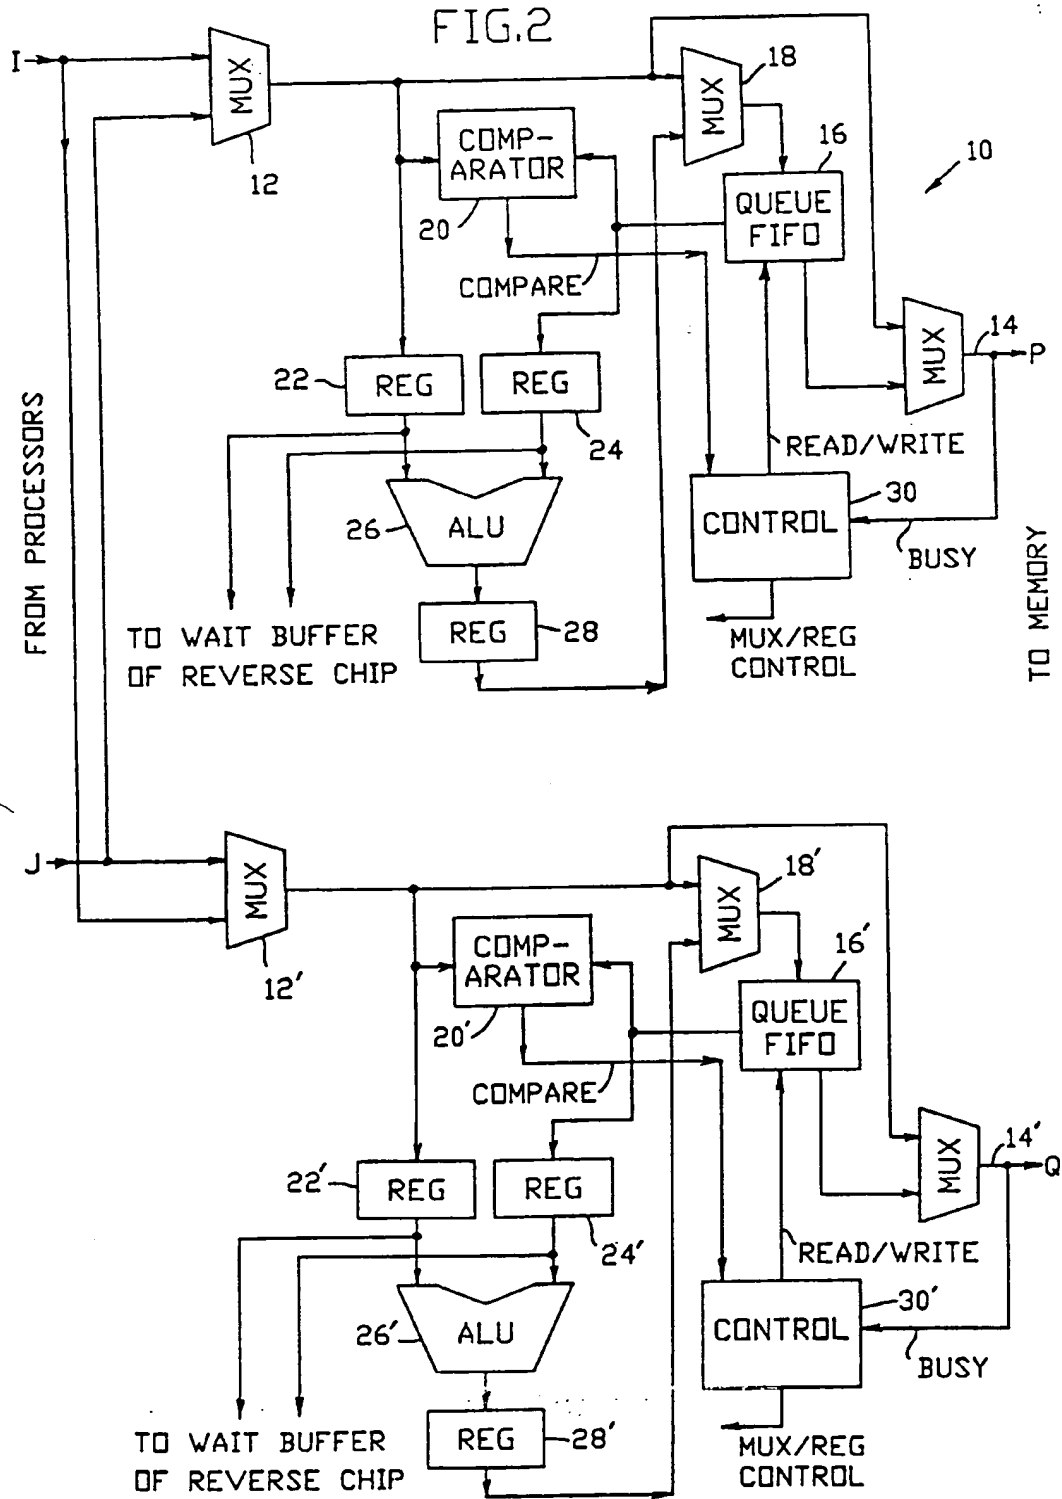 FIG.2
I
MUX
12
MUX
18
COMP-
ARATOR
20
COMPARE
16
QUEUE
FIFO
10
MUX
14
P
22
REG
REG
24
READ/WRITE
FROM PROCESSORS
26
ALU
CONTROL
30
BUSY
TO MEMORY
TO WAIT BUFFER
OF REVERSE CHIP
REG
28
MUX/REG
CONTROL
J
MUX
12'
MUX
18'
COMP-
ARATOR
20'
COMPARE
16'
QUEUE
FIFO
MUX
14'
Q
22'
REG
REG
24'
READ/WRITE
26'
ALU
CONTROL
30'
BUSY
TO WAIT BUFFER
OF REVERSE CHIP
REG
28'
MUX/REG
CONTROL